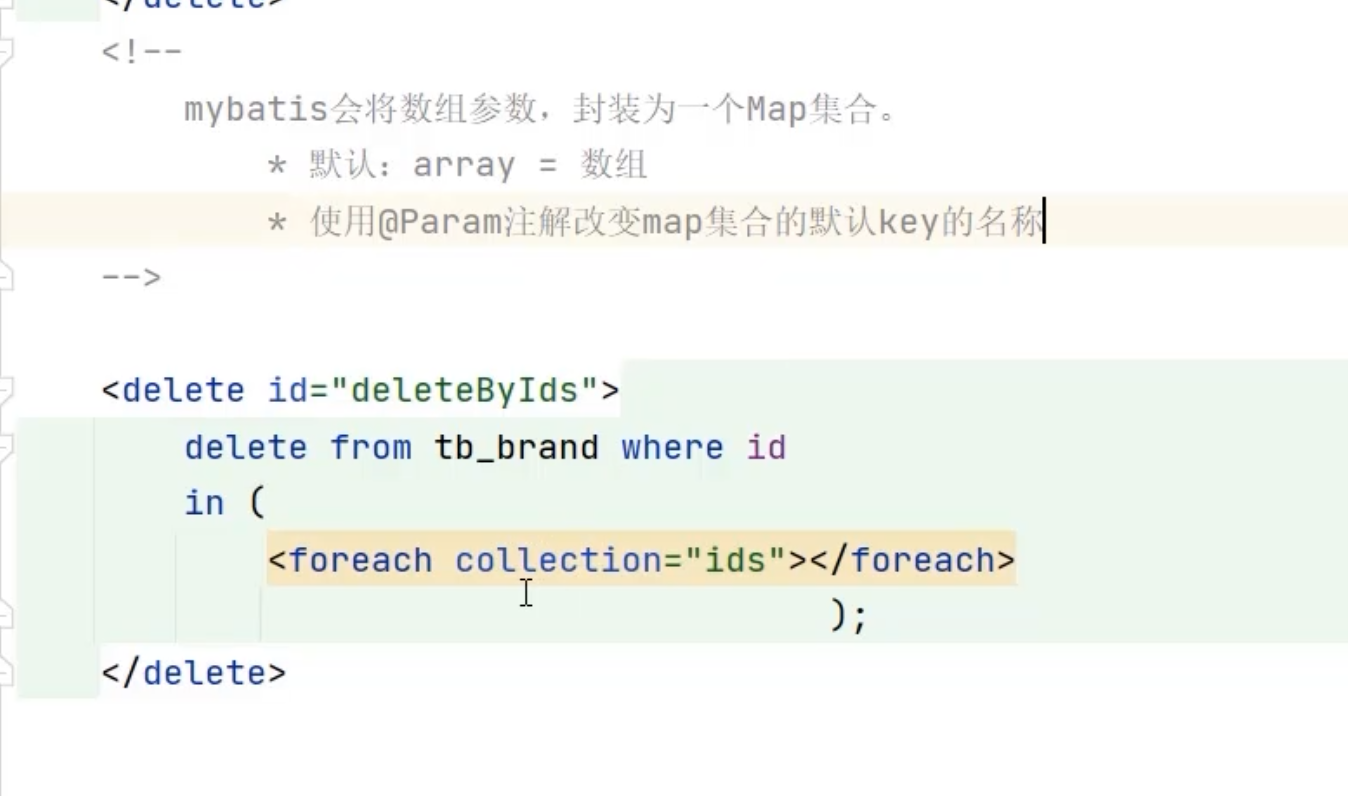 </delete>
<!--
mybatis会将数组参数，封装为一个Map集合。
* 默认：array = 数组
* 使用@Param注解改变map集合的默认key的名称
-->
<delete id="deleteByIds">
delete from tb_brand where id
in (
<foreach collection="ids"></foreach>
);
</delete>